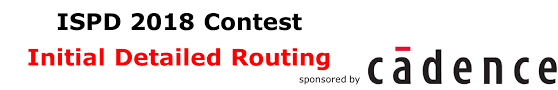 ISPD 2018 Contest
Initial Detailed Routing
sponsored by cādence